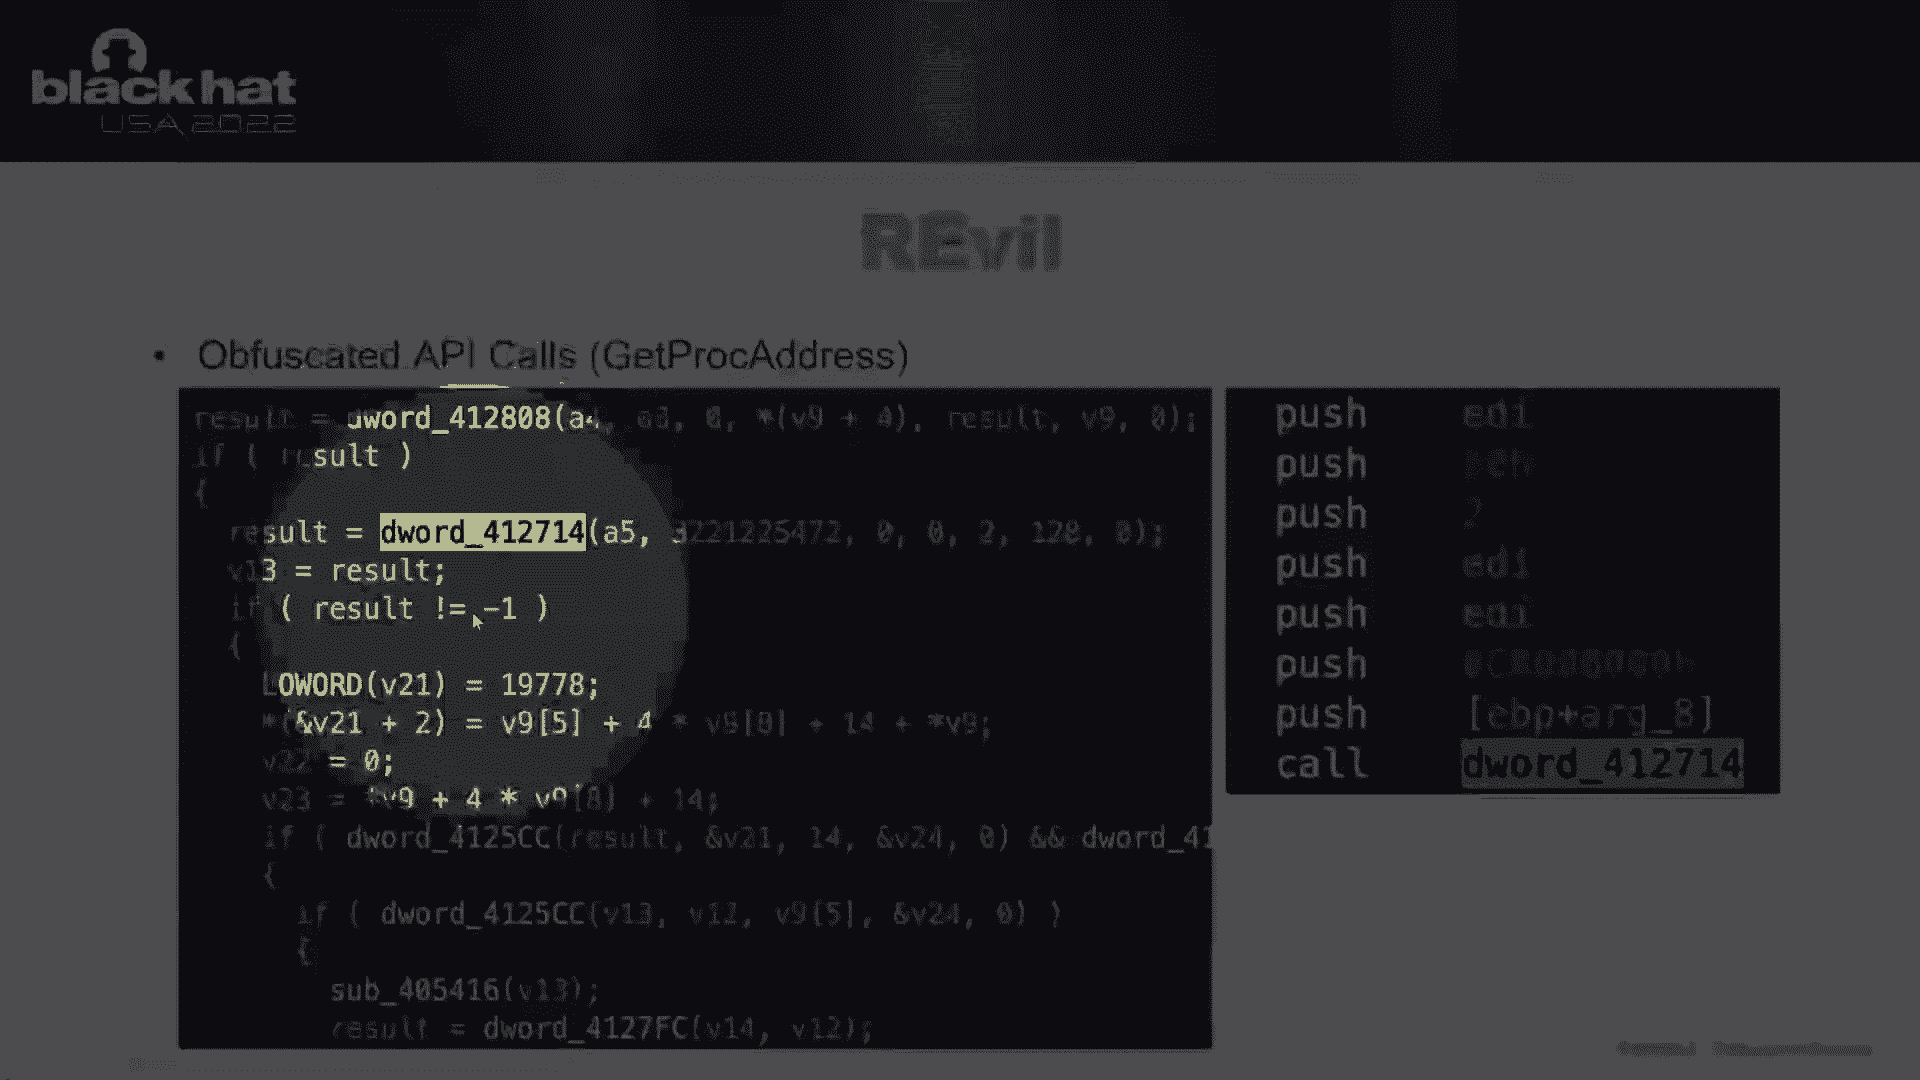 black hat
USA 2022
REvil
• Obfuscated API Calls (GetProcAddress)
result = dword_412808(a4, a3, 0, *(v9 + 4), result, v9, 0);
if ( result )
{
result = dword_412714(a5, 3221225472, 0, 0, 2, 128, 0);
v13 = result;
if ( result != -1 )
{
LOWORD(v21) = 19778;
*(&v21 + 2) = v9[5] + 4 * v9[8] + 14 + *v9;
v22 = 0;
v23 = *v9 + 4 * v9[8] + 14;
if ( dword_4125CC(result, &v21, 14, &v24, 0) && dword_41
{
if ( dword_4125CC(v13, v12, v9[5], &v24, 0) )
{
sub_405416(v13);
result = dword_4127FC(v14, v12);
push edi
push
push 2
push edi
push edi
push
push [ebp+arg_8]
call dword_412714